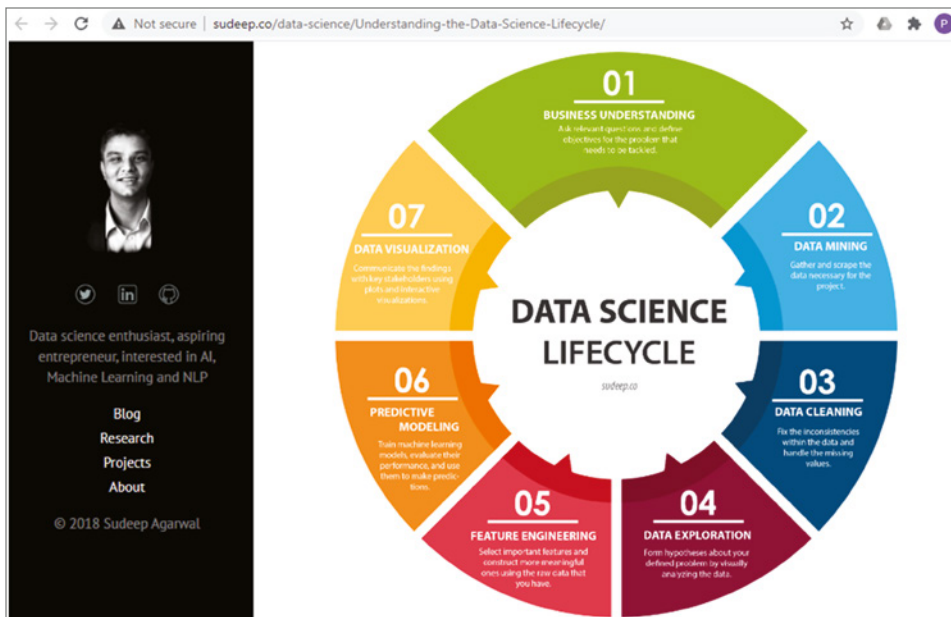 Not secure | sudeep.co/data-science/Understanding-the-Data-Science-Lifecycle/
P
Data science enthusiast, aspiring
entrepreneur, interested in AI,
Machine Learning and NLP
Blog
Research
Projects
About
© 2018 Sudeep Agarwal
01
BUSINESS UNDERSTANDING
Ask relevant questions and define
objectives for the problem that
needs to be tackled.
02
DATA MINING
Gather and scrape the
data necessary for the
project.
03
DATA CLEANING
Fix the inconsistencies
within the data and
handle the missing
values.
04
DATA EXPLORATION
Form hypotheses about your
defined problem by visually
analyzing the data.
05
FEATURE ENGINEERING
Select important features and
construct more meaningful
ones using the raw data that
you have.
06
PREDICTIVE
MODELING
Train machine learning
models, evaluate their
performance, and use
them to make predic-
tions.
07
DATA VISUALIZATION
Communicate the findings
with key stakeholders using
plots and interactive
visualizations.
DATA SCIENCE
LIFECYCLE
sudeep.co